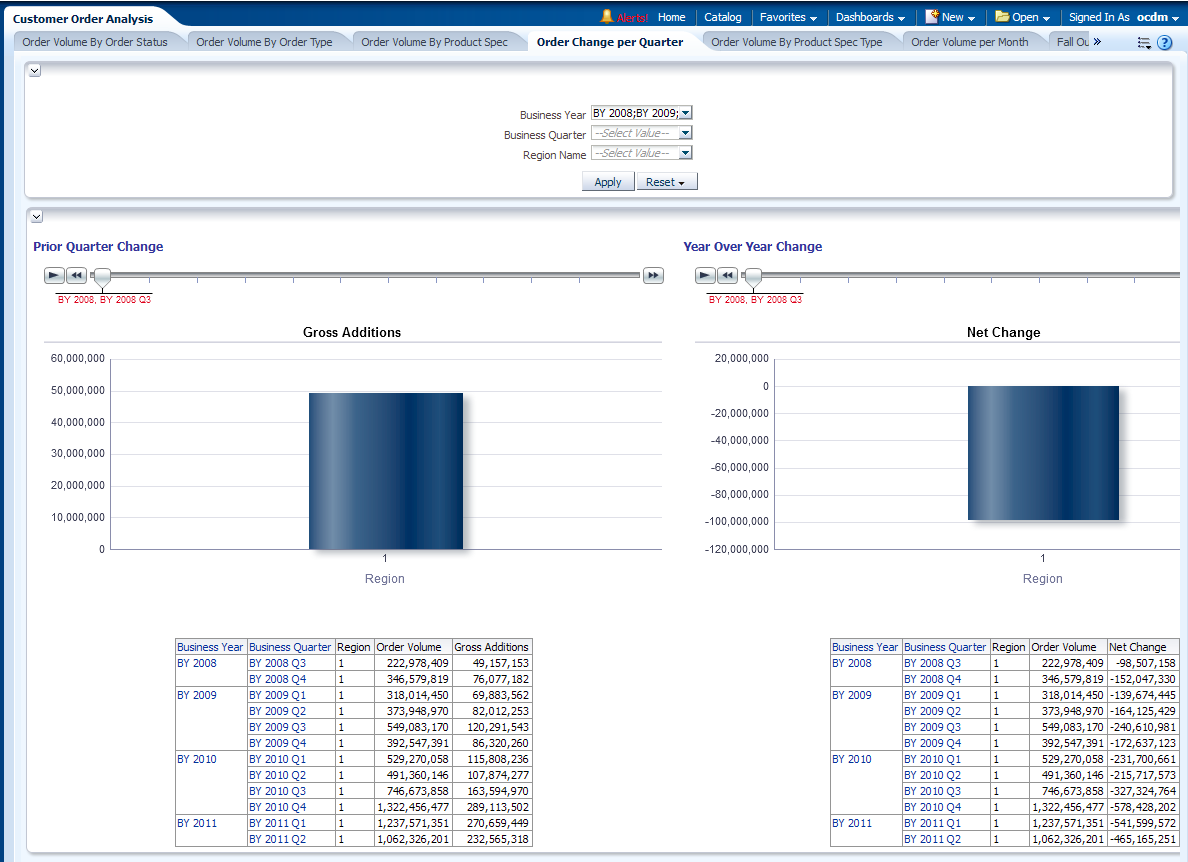 Customer Order Analysis
Alerts! Home Catalog Favorites Dashboards New Open Signed In As ocdm
Order Volume By Order Status Order Volume By Order Type Order Volume By Product Spec Order Change per Quarter Order Volume By Product Spec Type Order Volume per Month Fall Ou »
Business Year BY 2008;BY 2009;
Business Quarter --Select Value--
Region Name --Select Value--
Apply Reset
Prior Quarter Change
BY 2008, BY 2008 Q3
Gross Additions
60,000,000
50,000,000
40,000,000
30,000,000
20,000,000
10,000,000
0
1
Region
Business Year Business Quarter Region Order Volume Gross Additions
BY 2008 BY 2008 Q3 1 222,978,409 49,157,153
BY 2008 Q4 1 346,579,819 76,077,182
BY 2009 BY 2009 Q1 1 318,014,450 69,883,562
BY 2009 Q2 1 373,948,970 82,012,253
BY 2009 Q3 1 549,083,170 120,291,543
BY 2009 Q4 1 392,547,391 86,320,260
BY 2010 BY 2010 Q1 1 529,270,058 115,808,236
BY 2010 Q2 1 491,360,146 107,874,277
BY 2010 Q3 1 746,673,858 163,594,970
BY 2010 Q4 1 1,322,456,477 289,113,502
BY 2011 BY 2011 Q1 1 1,237,571,351 270,659,449
BY 2011 Q2 1 1,062,326,201 232,565,318
Year Over Year Change
BY 2008, BY 2008 Q3
Net Change
20,000,000
0
-20,000,000
-40,000,000
-60,000,000
-80,000,000
-100,000,000
-120,000,000
1
Region
Business Year Business Quarter Region Order Volume Net Change
BY 2008 BY 2008 Q3 1 222,978,409 -98,507,158
BY 2008 Q4 1 346,579,819 -152,047,330
BY 2009 BY 2009 Q1 1 318,014,450 -139,674,445
BY 2009 Q2 1 373,948,970 -164,125,429
BY 2009 Q3 1 549,083,170 -240,610,981
BY 2009 Q4 1 392,547,391 -172,637,123
BY 2010 BY 2010 Q1 1 529,270,058 -231,700,661
BY 2010 Q2 1 491,360,146 -215,717,573
BY 2010 Q3 1 746,673,858 -327,324,764
BY 2010 Q4 1 1,322,456,477 -578,428,202
BY 2011 BY 2011 Q1 1 1,237,571,351 -541,599,572
BY 2011 Q2 1 1,062,326,201 -465,165,251